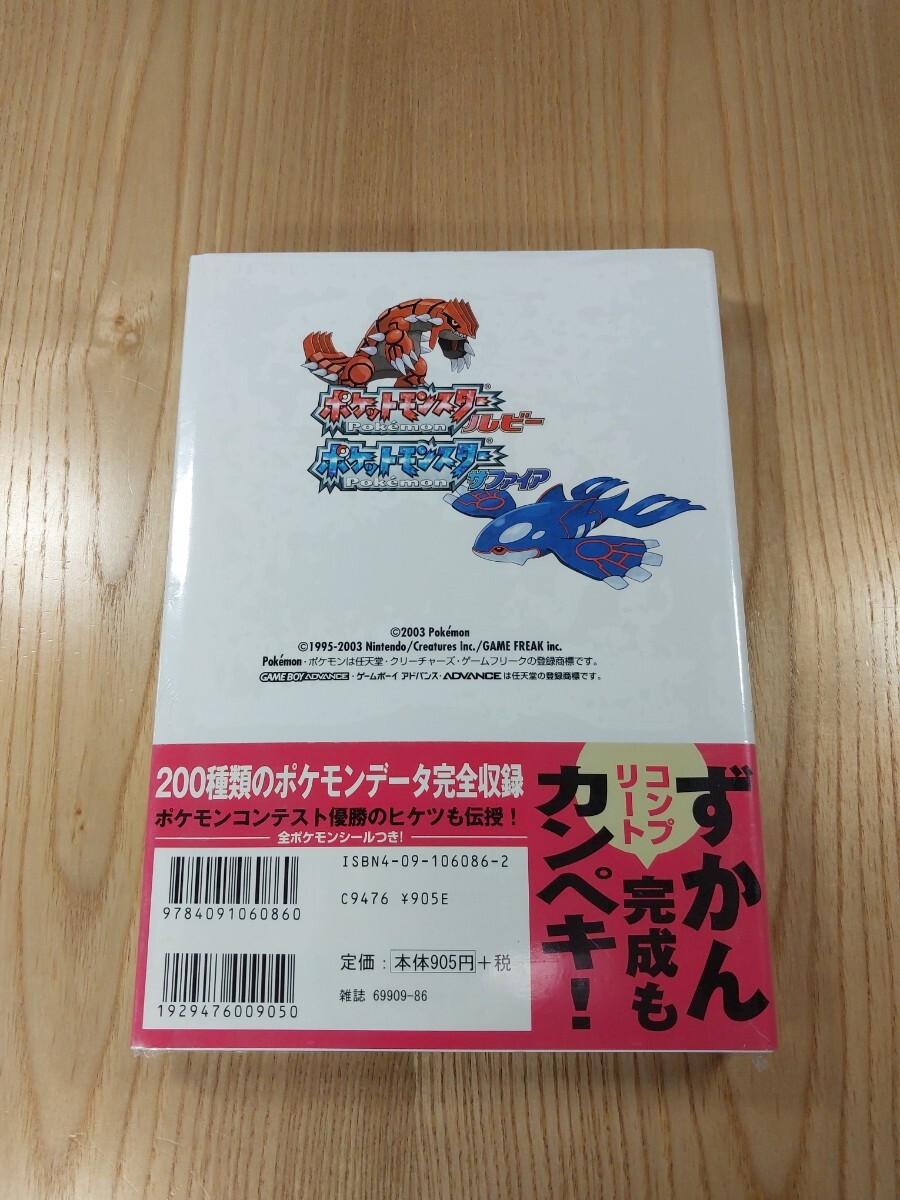 ポケットモンスター®
Pokémon ルビー
ポケットモンスター®
Pokémon サファイア
©2003 Pokémon
©1995-2003 Nintendo/Creatures Inc./GAME FREAK inc.
Pokémon・ポケモンは任天堂・クリーチャーズ・ゲームフリークの登録商標です。
GAME BOY ADVANCE・ゲームボーイ アドバンス・ADVANCEは任天堂の登録商標です。
200種類のポケモンデータ完全収録
ポケモンコンテスト優勝のヒケツも伝授!
全ポケモンシールつき!
ずかん
コンプリート
完成も
カンペキ!
ISBN4-09-106086-2
C9476 ¥905E
9784091060860
定価:本体905円+税
雑誌 69909-86
1929476009050